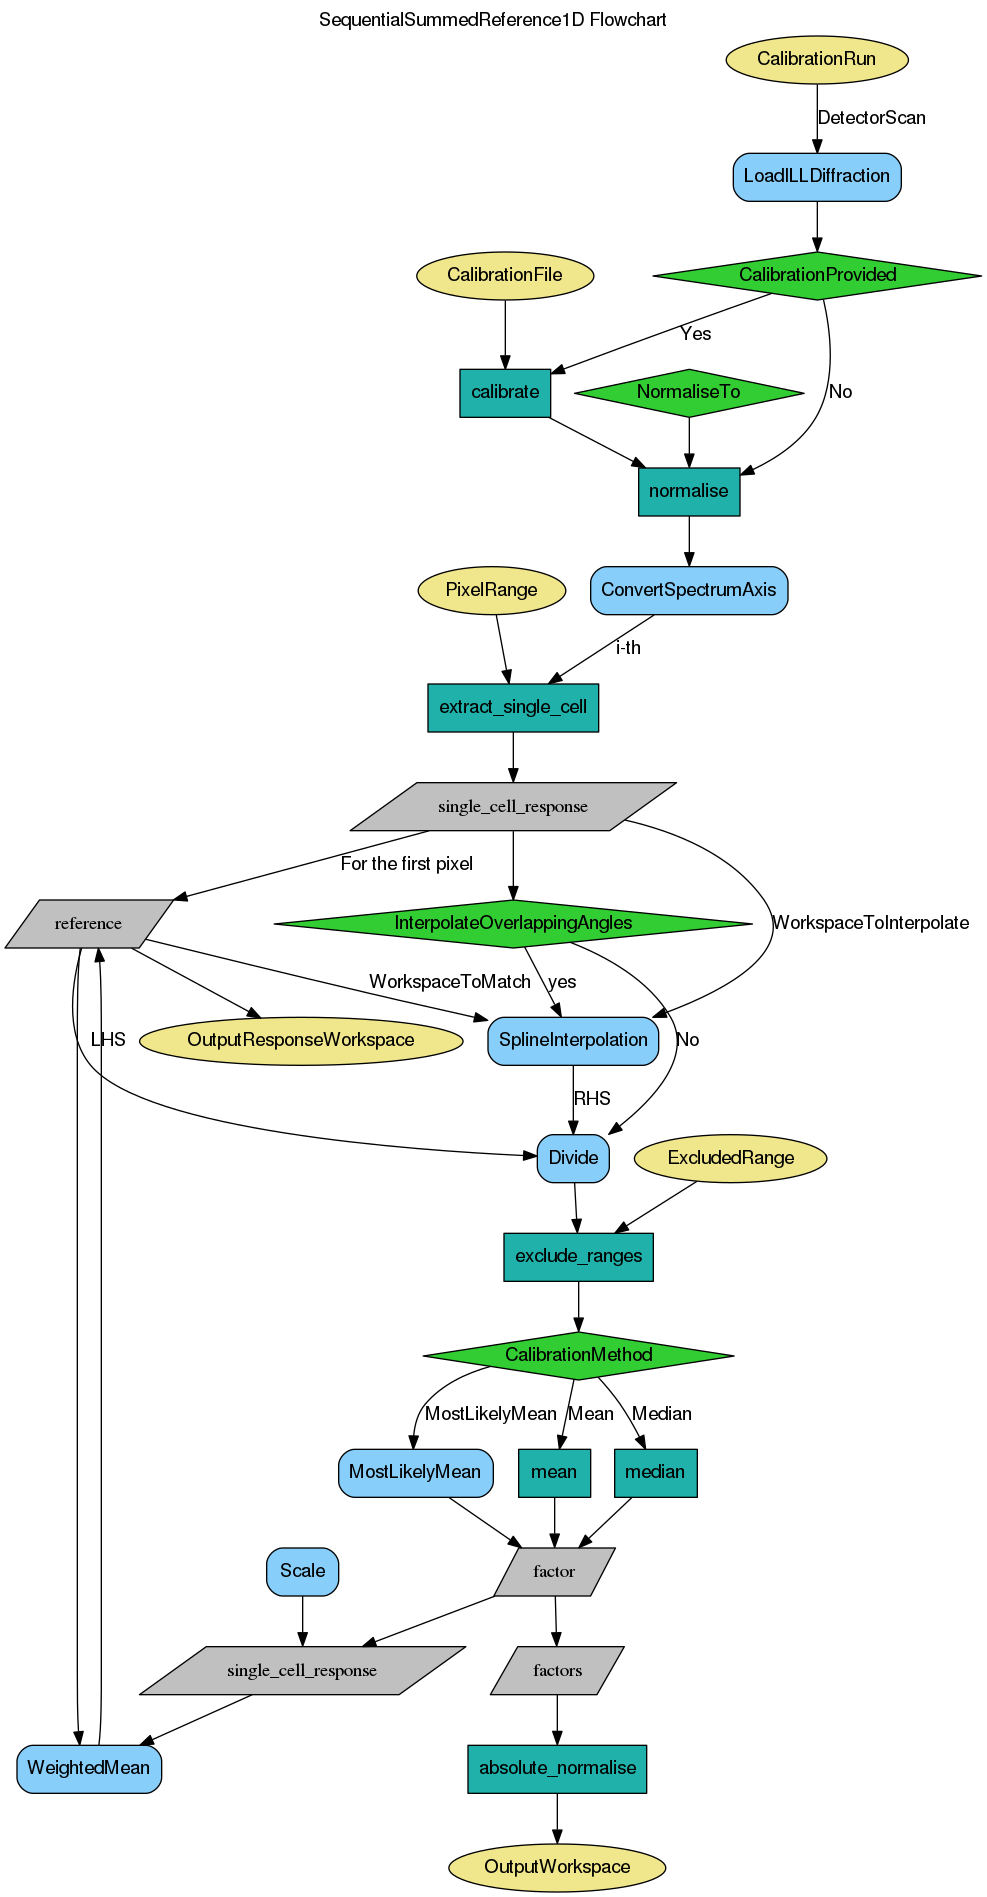 SequentialSummedReference1D Flowchart
CalibrationRun
DetectorScan
LoadILLDiffraction
CalibrationFile
CalibrationProvided
Yes
calibrate
NormaliseTo
No
normalise
PixelRange
ConvertSpectrumAxis
i-th
extract_single_cell
single_cell_response
For the first pixel
reference
InterpolateOverlappingAngles
WorkspaceToInterpolate
WorkspaceToMatch
yes
LHS
OutputResponseWorkspace
SplineInterpolation
No
RHS
Divide
ExcludedRange
exclude_ranges
CalibrationMethod
MostLikelyMean
Mean
Median
MostLikelyMean
mean
median
Scale
factor
single_cell_response
factors
WeightedMean
absolute_normalise
OutputWorkspace